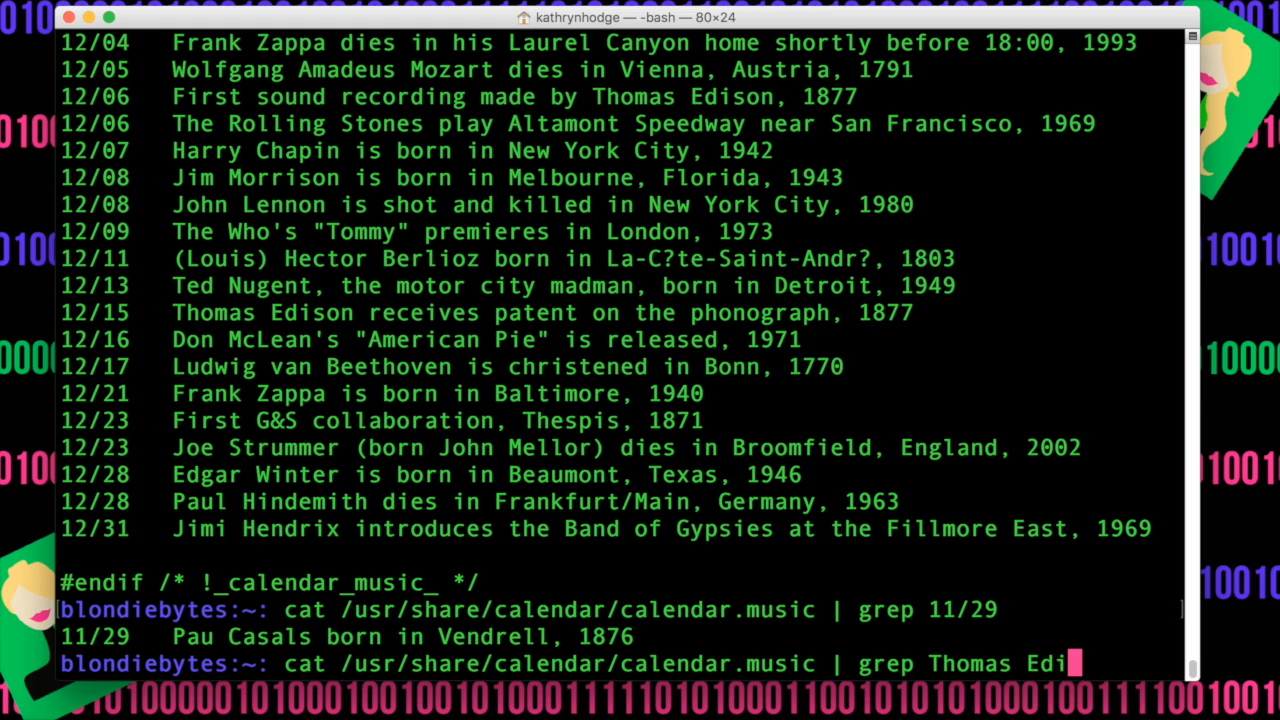 kathrynhodge — -bash — 80×24
12/04 Frank Zappa dies in his Laurel Canyon home shortly before 18:00, 1993
12/05 Wolfgang Amadeus Mozart dies in Vienna, Austria, 1791
12/06 First sound recording made by Thomas Edison, 1877
12/06 The Rolling Stones play Altamont Speedway near San Francisco, 1969
12/07 Harry Chapin is born in New York City, 1942
12/08 Jim Morrison is born in Melbourne, Florida, 1943
12/08 John Lennon is shot and killed in New York City, 1980
12/09 The Who's "Tommy" premieres in London, 1973
12/11 (Louis) Hector Berlioz born in La-C?te-Saint-Andr?, 1803
12/13 Ted Nugent, the motor city madman, born in Detroit, 1949
12/15 Thomas Edison receives patent on the phonograph, 1877
12/16 Don McLean's "American Pie" is released, 1971
12/17 Ludwig van Beethoven is christened in Bonn, 1770
12/21 Frank Zappa is born in Baltimore, 1940
12/23 First G&S collaboration, Thespis, 1871
12/23 Joe Strummer (born John Mellor) dies in Broomfield, England, 2002
12/28 Edgar Winter is born in Beaumont, Texas, 1946
12/28 Paul Hindemith dies in Frankfurt/Main, Germany, 1963
12/31 Jimi Hendrix introduces the Band of Gypsies at the Fillmore East, 1969
#endif /* !_calendar_music_ */
blondiebytes:~: cat /usr/share/calendar/calendar.music | grep 11/29
11/29 Pau Casals born in Vendrell, 1876
blondiebytes:~: cat /usr/share/calendar/calendar.music | grep Thomas Edi